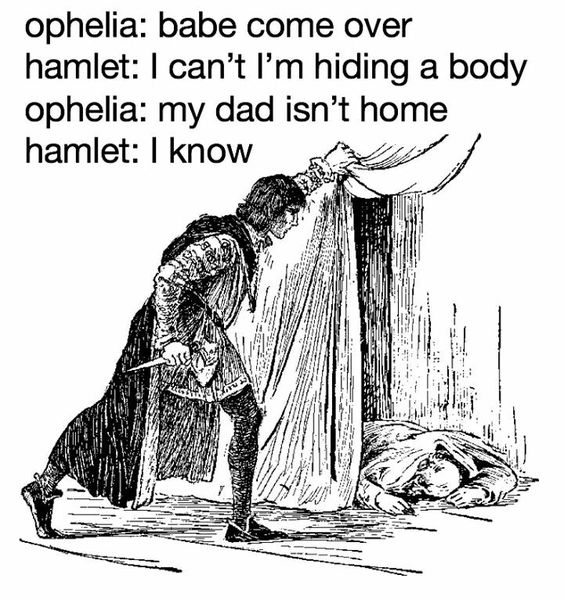 ophelia: babe come over
hamlet: I can’t I’m hiding a body
ophelia: my dad isn’t home
hamlet: I know